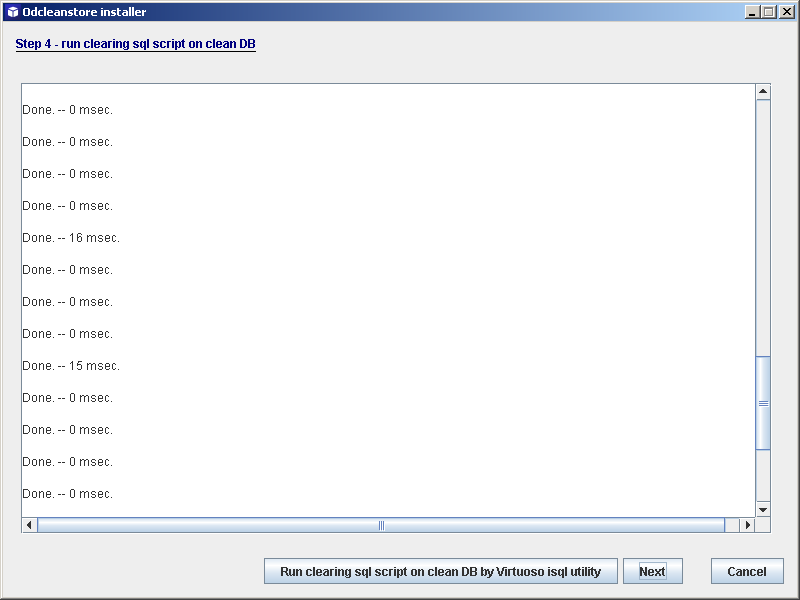 Odcleanstore installer
Step 4 - run clearing sql script on clean DB
Done. -- 0 msec.
Done. -- 0 msec.
Done. -- 0 msec.
Done. -- 0 msec.
Done. -- 16 msec.
Done. -- 0 msec.
Done. -- 0 msec.
Done. -- 0 msec.
Done. -- 15 msec.
Done. -- 0 msec.
Done. -- 0 msec.
Done. -- 0 msec.
Done. -- 0 msec.
Run clearing sql script on clean DB by Virtuoso isql utility
Next
Cancel